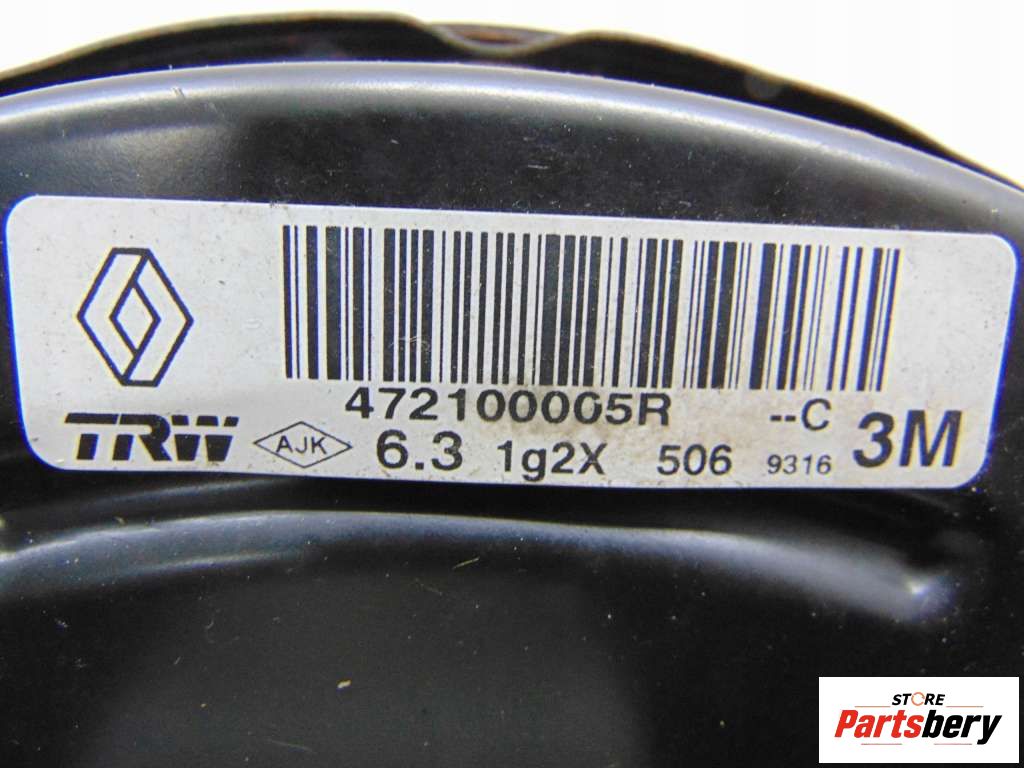 472100005R --C
TRW AJK 6.3 1g2X 506 9316 3M
STORE
Partsbery